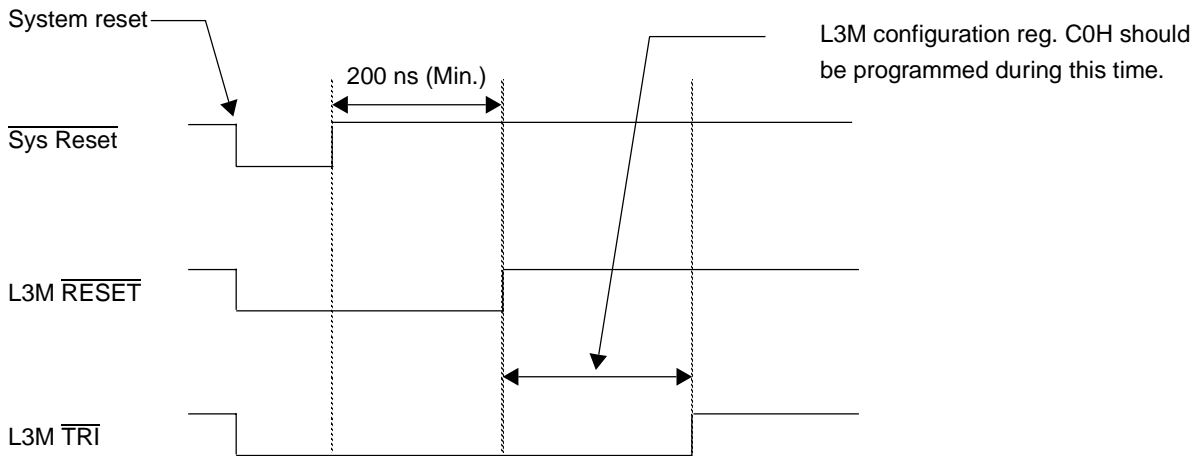 System reset
L3M configuration reg. C0H should
be programmed during this time.
200 ns (Min.)
Sys Reset
L3M RESET
L3M TRI